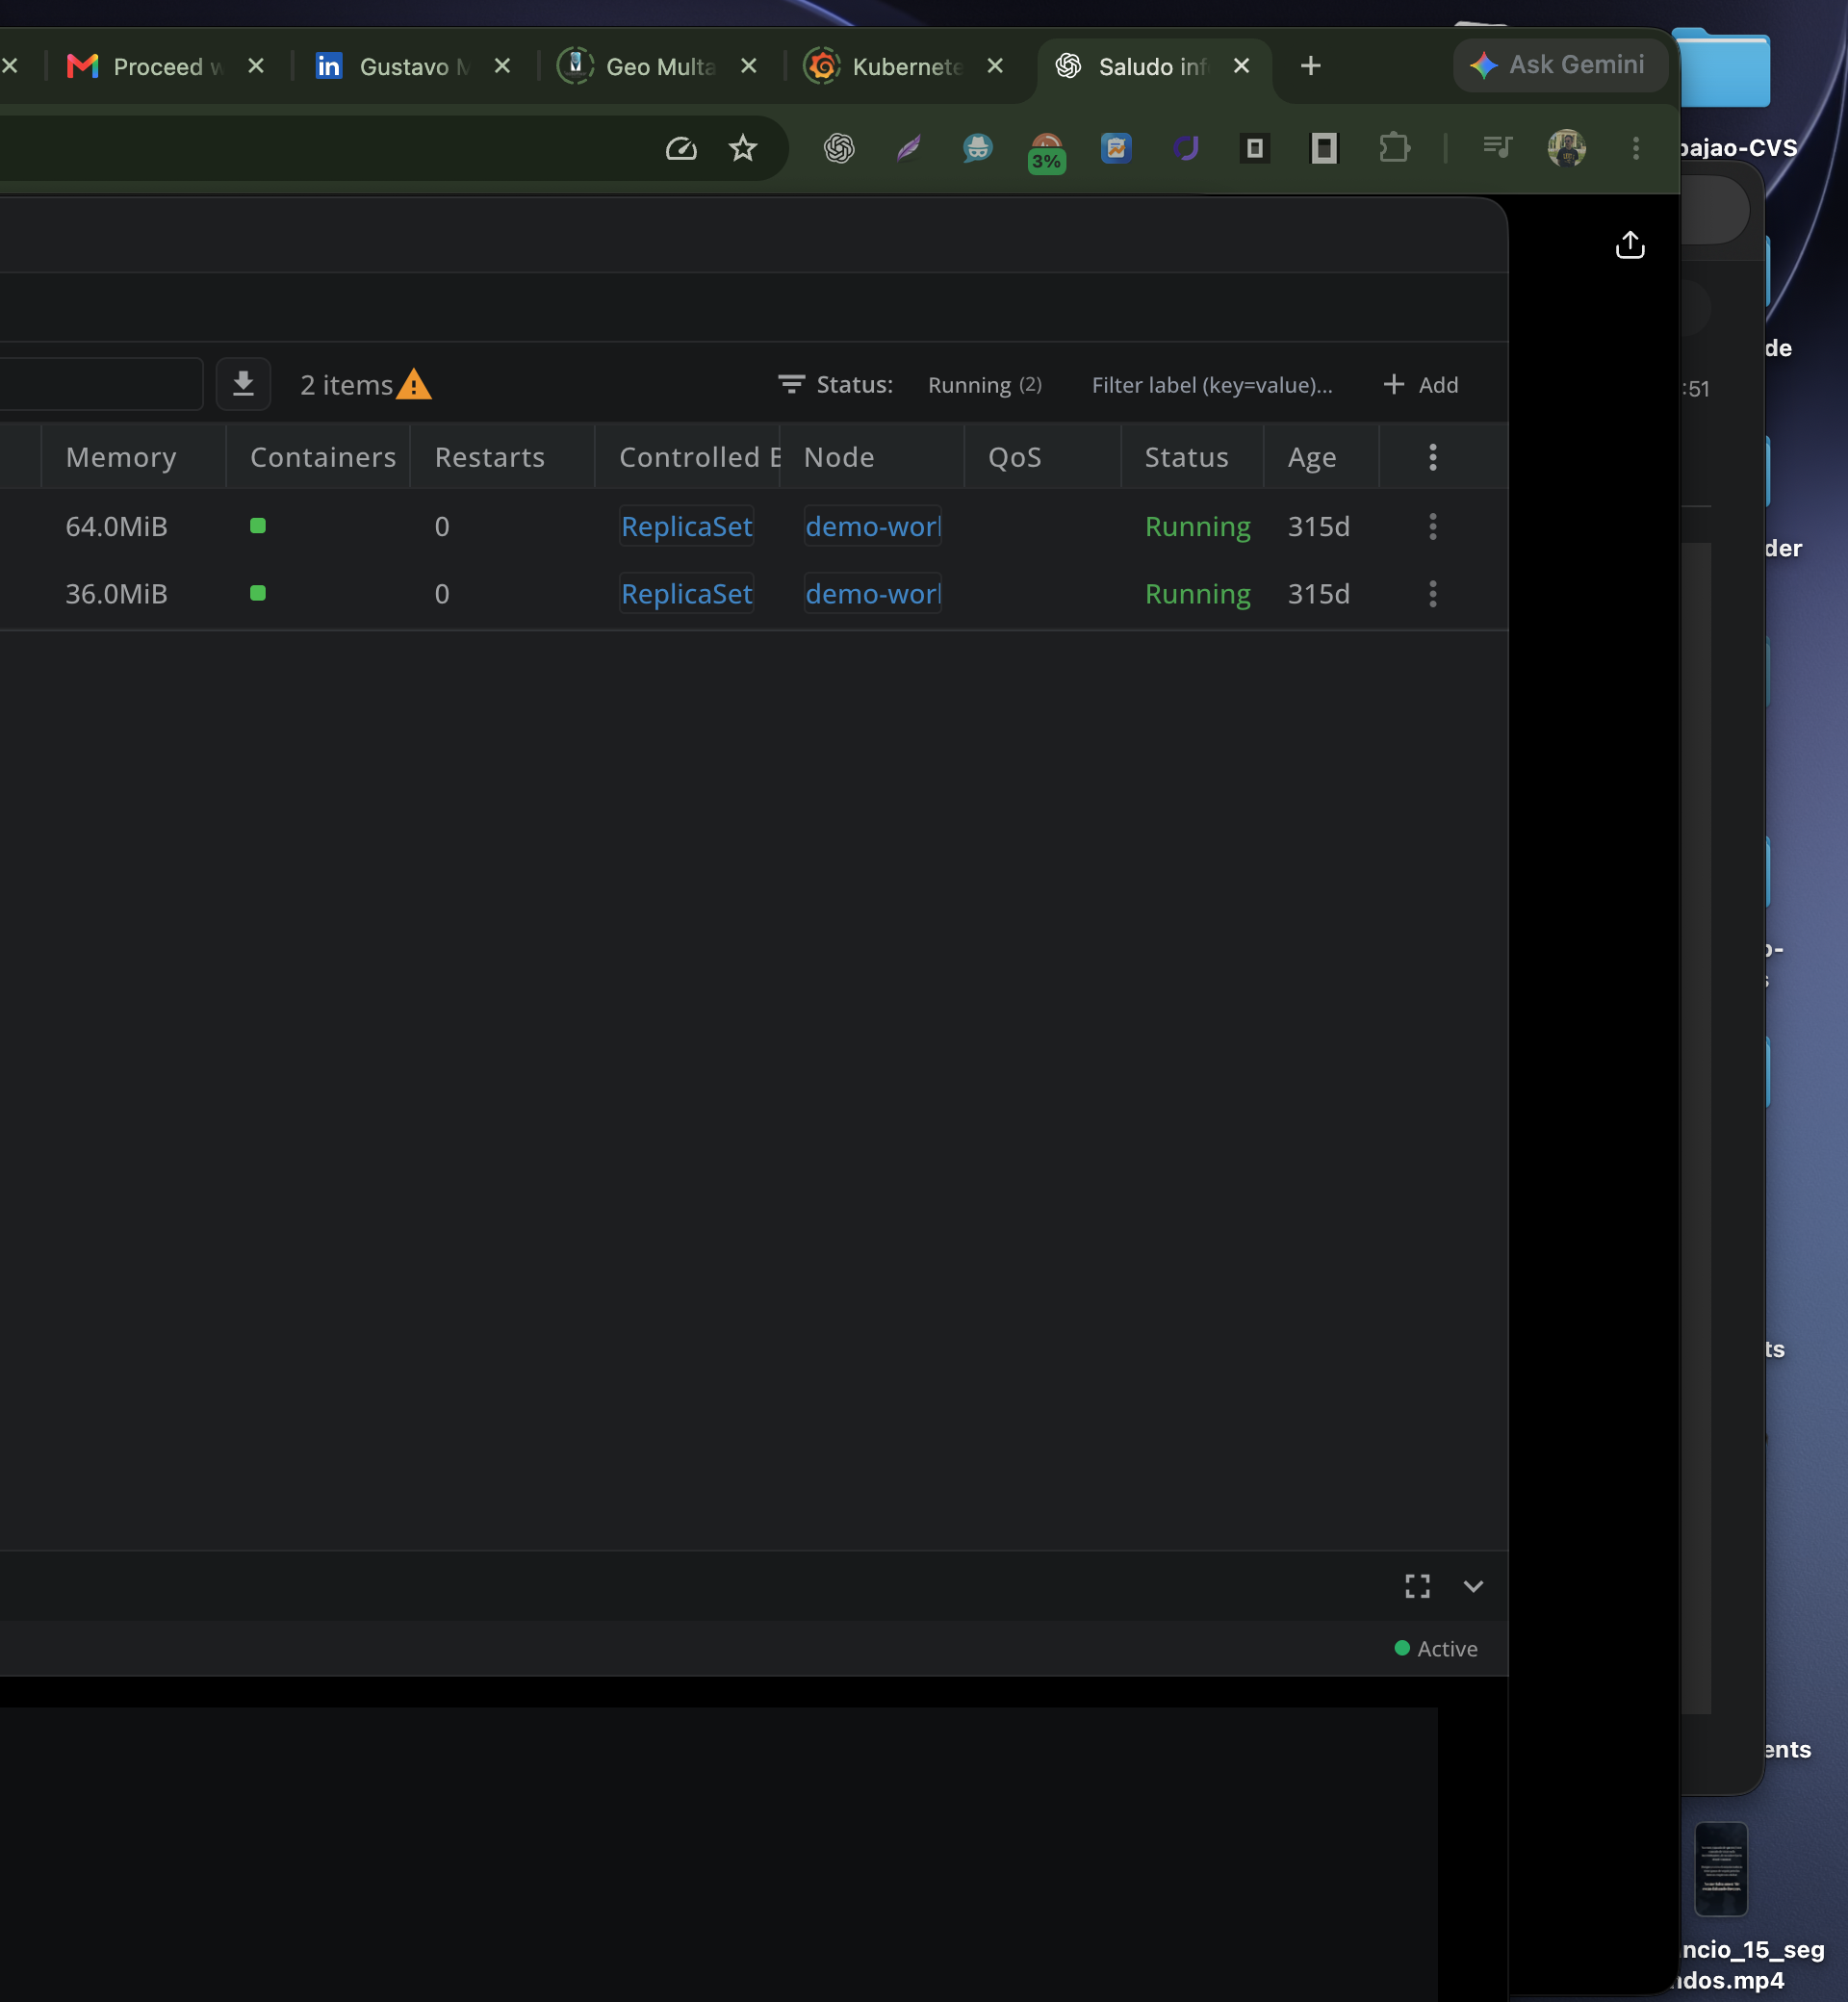 Proceed w
Gustavo M
Geo Multa
Kubernete
Saludo inf
Ask Gemini
3%
bajao-CVS
2 items
Status:
Running (2)
Filter label (key=value)...
Add
:51
de
Memory Containers Restarts Controlled B Node QoS Status Age
64.0MiB 0 ReplicaSet demo-worl Running 315d
36.0MiB 0 ReplicaSet demo-worl Running 315d
der
ts
Active
ents
ncio_15_seg
ndos.mp4